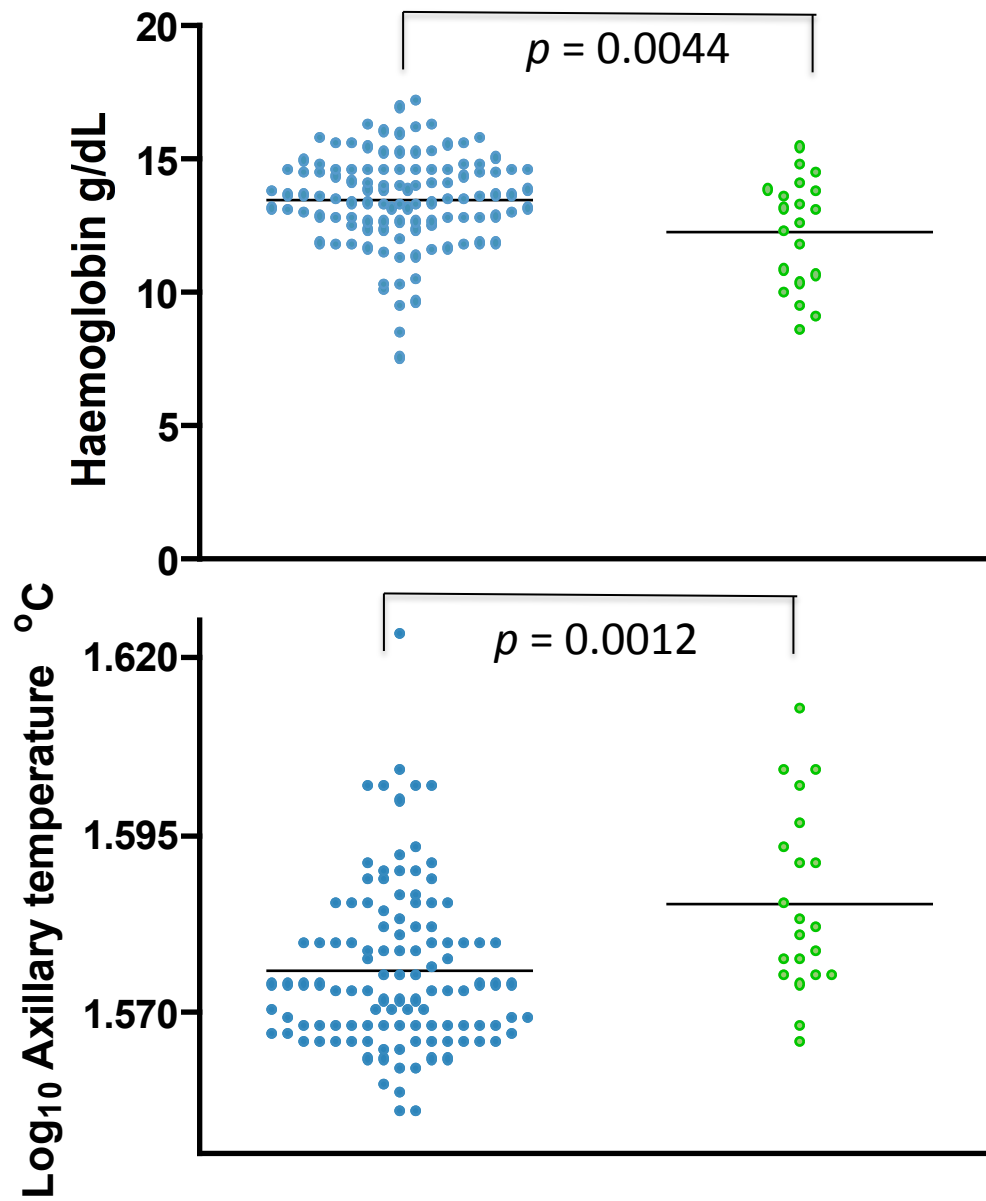 20
p = 0.0044
15
10
5
0
Haemoglobin g/dL
p = 0.0012
1.620
1.595
1.570
Log10 Axillary temperature oC